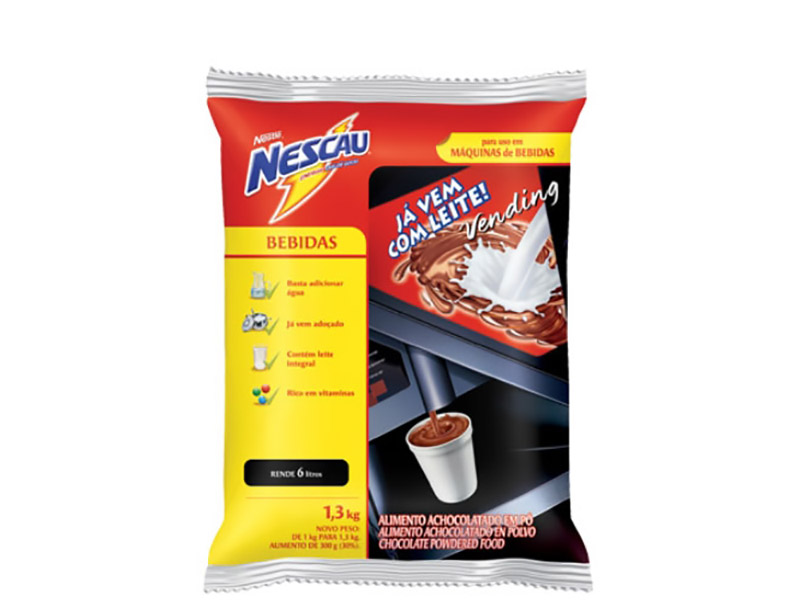 Nestlé
NESCAU
para uso em
MÁQUINAS de BEBIDAS
JÁ VEM
COM LEITE!
Vending
BEBIDAS
Basta adicionar
água
Já vem adoçado
Contém leite
integral
Rico em vitaminas
RENDE 6 litros
1,3 kg
NOVO PESO:
DE 1 kg PARA 1,3 kg.
AUMENTO DE 300 g (30%).
ALIMENTO ACHOCOLATADO EM PÓ
ALIMENTO ACHOCOLATADO EN POLVO
CHOCOLATE POWDERED FOOD